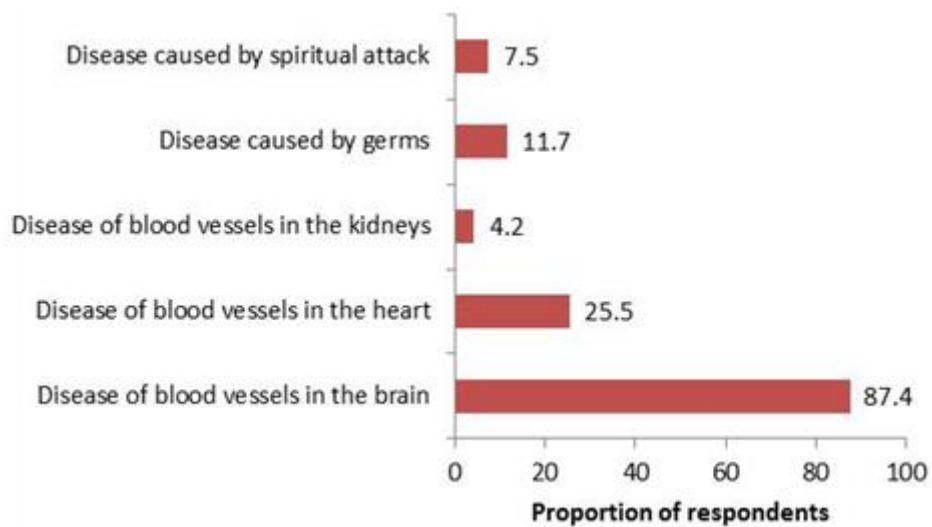 Disease caused by spiritual attack 7.5
Disease caused by germs 11.7
Disease of blood vessels in the kidneys 4.2
Disease of blood vessels in the heart 25.5
Disease of blood vessels in the brain 87.4
0 20 40 60 80 100
Proportion of respondents